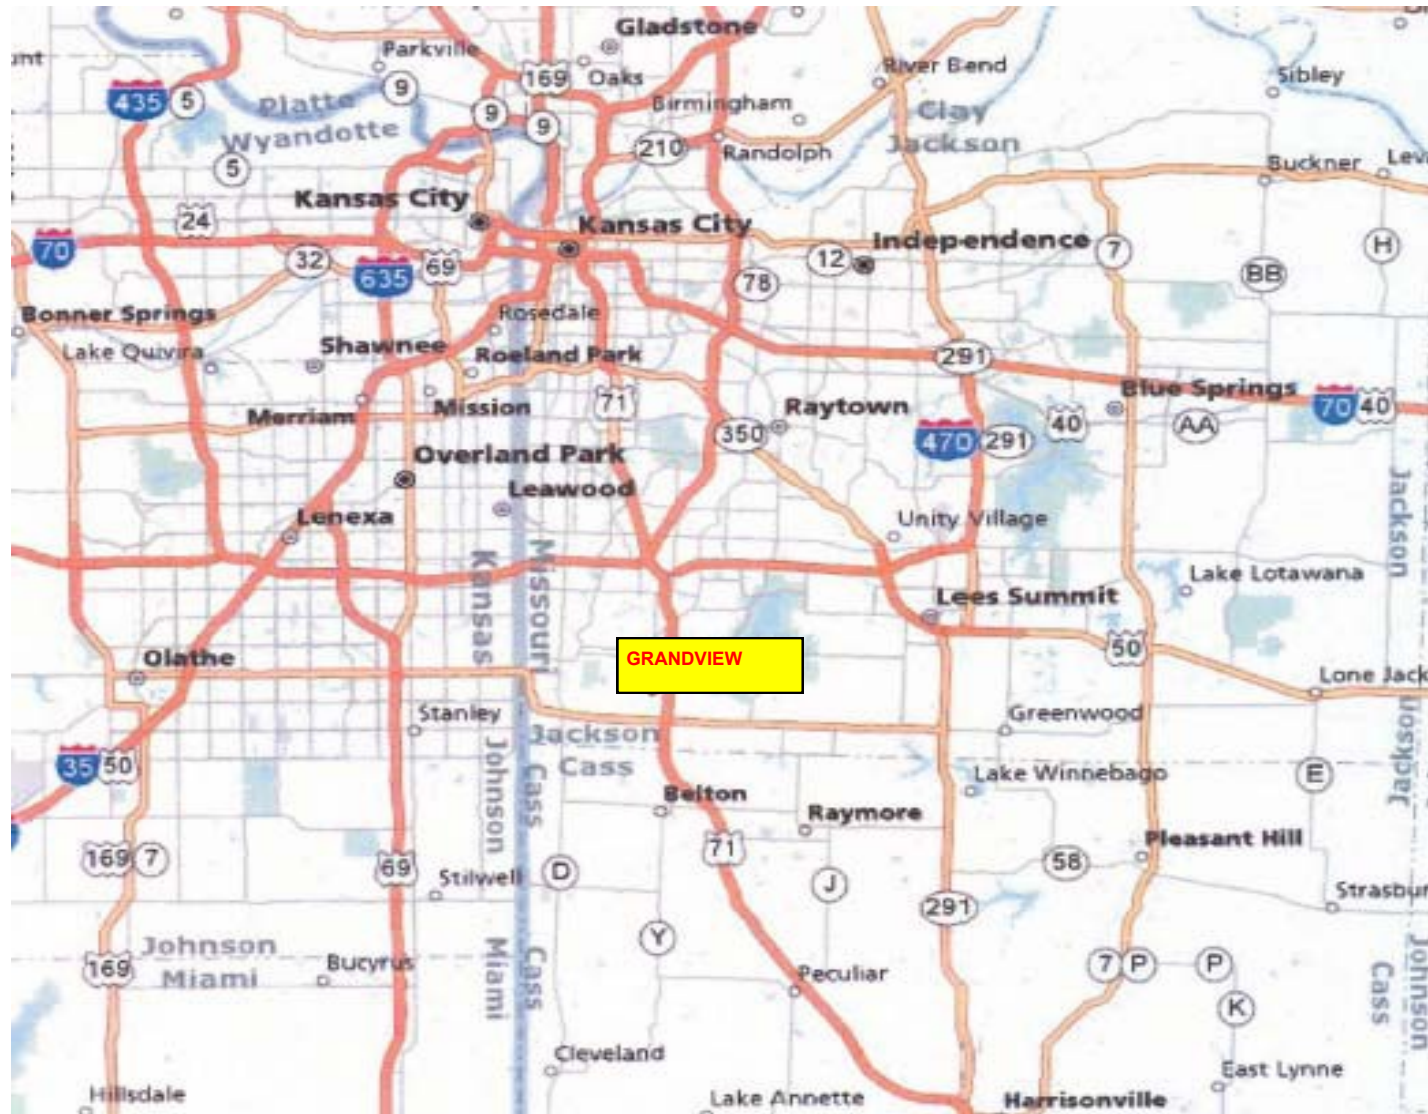 Gladstone
Parkville
169
Oaks
River Bend
Sibley
435
5
Platte
9
Birmingham
Clay
Wyandotte
9
9
Jackson
5
210
Randolph
Buckner
Kansas City
24
Kansas City
Independence
7
H
70
32
69
12
BB
635
78
Bonner Springs
Rosedale
Lake Quivira
Shawnee
Roeland Park
291
Blue Springs
Merriam
Mission
71
Raytown
70
40
350
40
AA
470
291
Overland Park
Leawood
Lenexa
Unity Village
Jackson
Kansas
Missouri
Lake Lotawana
Lees Summit
50
GRANDVIEW
Olathe
Stanley
Greenwood
Jackson
Cass
35
50
Johnson
Cass
Lake Winnebago
E
Jackson
Belton
Raymore
71
Pleasant Hill
169
7
69
Stilwell
D
J
58
291
Y
Johnson
Miami
Miami
Cass
169
Bucyrus
Peculiar
7
P
P
K
Cass
Johnson
Cleveland
East Lynne
Hillsdale
Lake Annette
Harrisonville